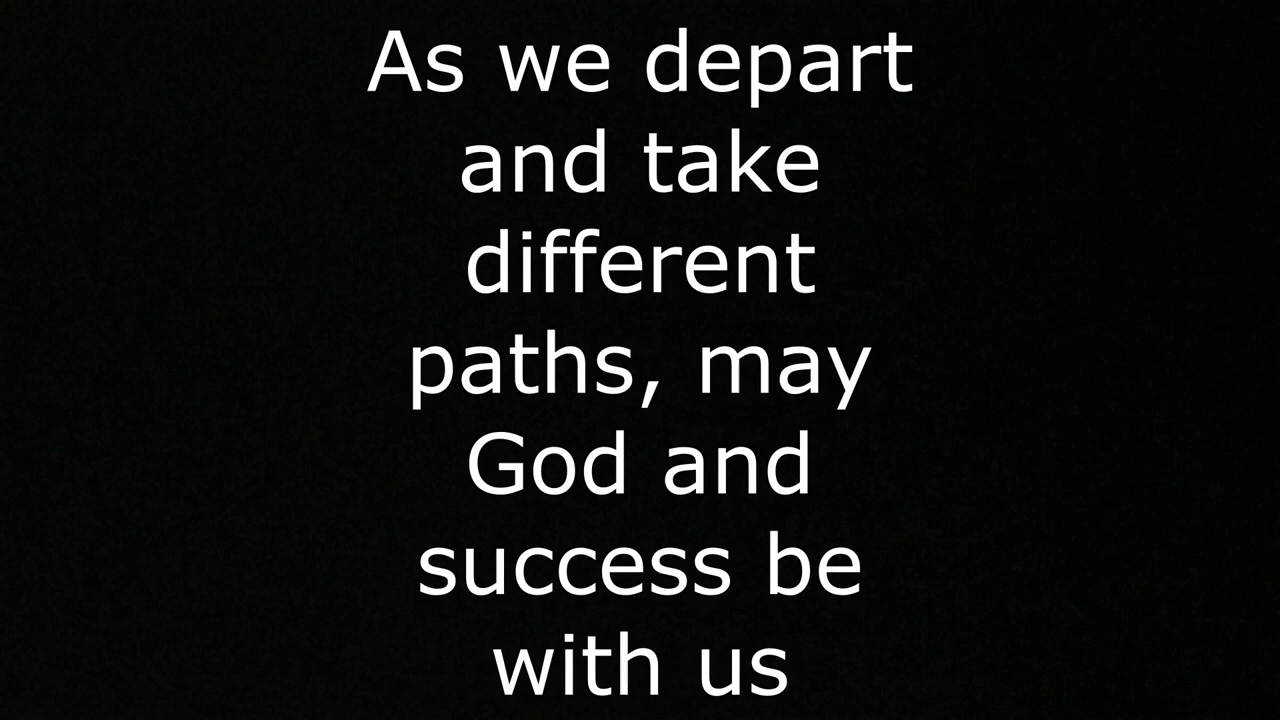 As we depart
and take
different
paths, may
God and
success be
with us